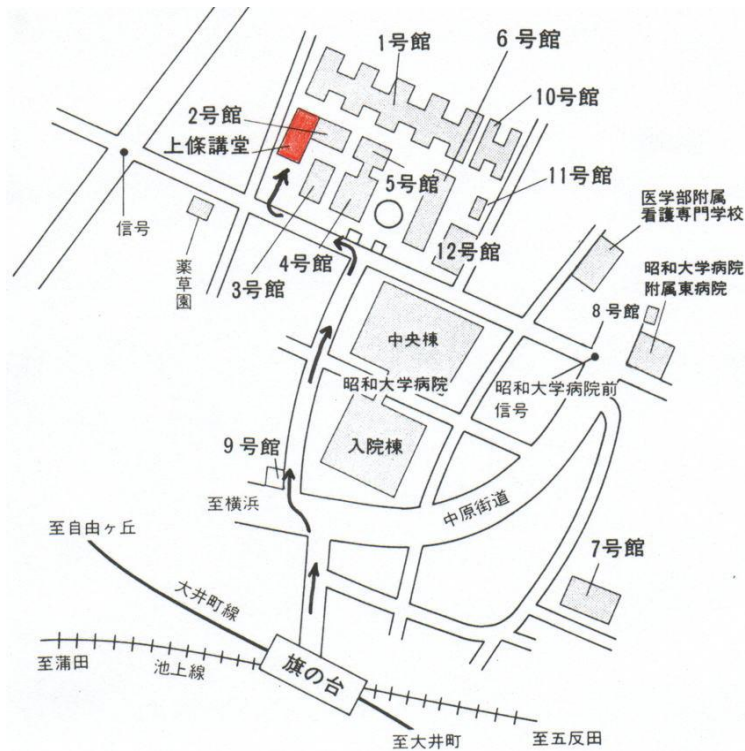 1号館
6号館
10号館
2号館
上條講堂
5号館
11号館
医学部附属
看護専門学校
信号
薬草園
3号館
4号館
12号館
昭和大学病院
附属東病院
8号館
中央棟
昭和大学病院
昭和大学病院前
信号
入院棟
9号館
至横浜
中原街道
至自由ヶ丘
7号館
大井町線
旗の台
至蒲田
池上線
至大井町
至五反田